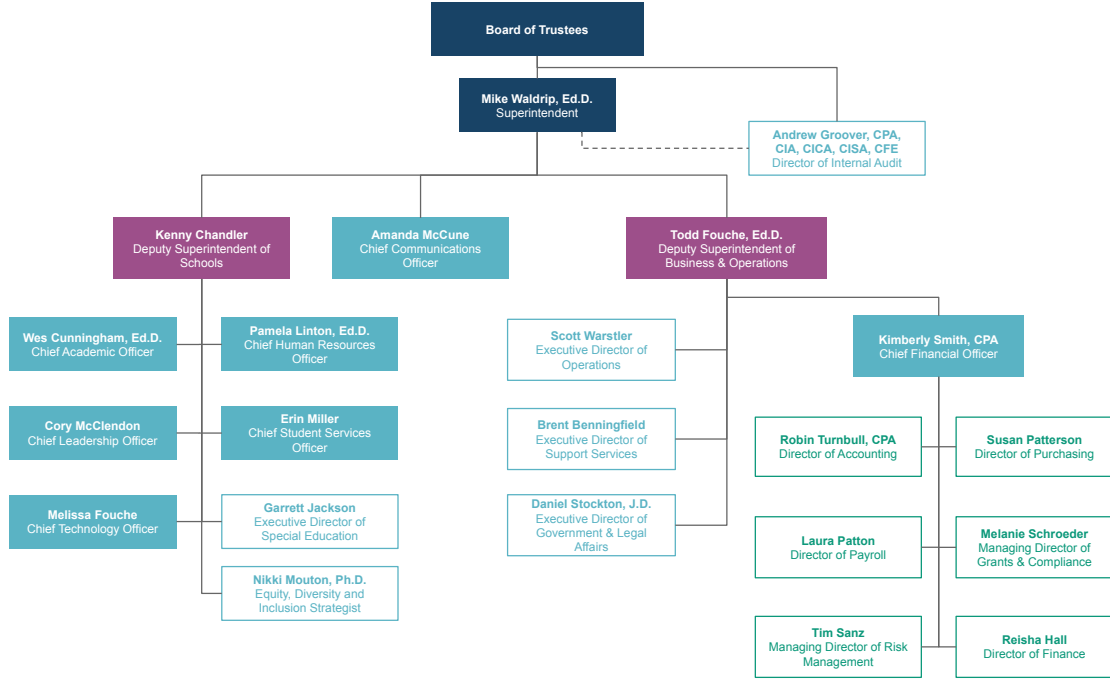 Board of Trustees
Mike Waldrip, Ed.D.
Superintendent
Andrew Groover, CPA,
CIA, CICA, CISA, CFE
Director of Internal Audit
Kenny Chandler
Deputy Superintendent of
Schools
Amanda McCune
Chief Communications
Officer
Todd Fouche, Ed.D.
Deputy Superintendent of
Business & Operations
Wes Cunningham, Ed.D.
Chief Academic Officer
Pamela Linton, Ed.D.
Chief Human Resources
Officer
Scott Warstler
Executive Director of
Operations
Kimberly Smith, CPA
Chief Financial Officer
Cory McClendon
Chief Leadership Officer
Erin Miller
Chief Student Services
Officer
Brent Benningfield
Executive Director of
Support Services
Robin Turnbull, CPA
Director of Accounting
Susan Patterson
Director of Purchasing
Melissa Fouche
Chief Technology Officer
Garrett Jackson
Executive Director of
Special Education
Daniel Stockton, J.D.
Executive Director of
Government & Legal
Affairs
Laura Patton
Director of Payroll
Melanie Schroeder
Managing Director of
Grants & Compliance
Nikki Mouton, Ph.D.
Equity, Diversity and
Inclusion Strategist
Tim Sanz
Managing Director of Risk
Management
Reisha Hall
Director of Finance